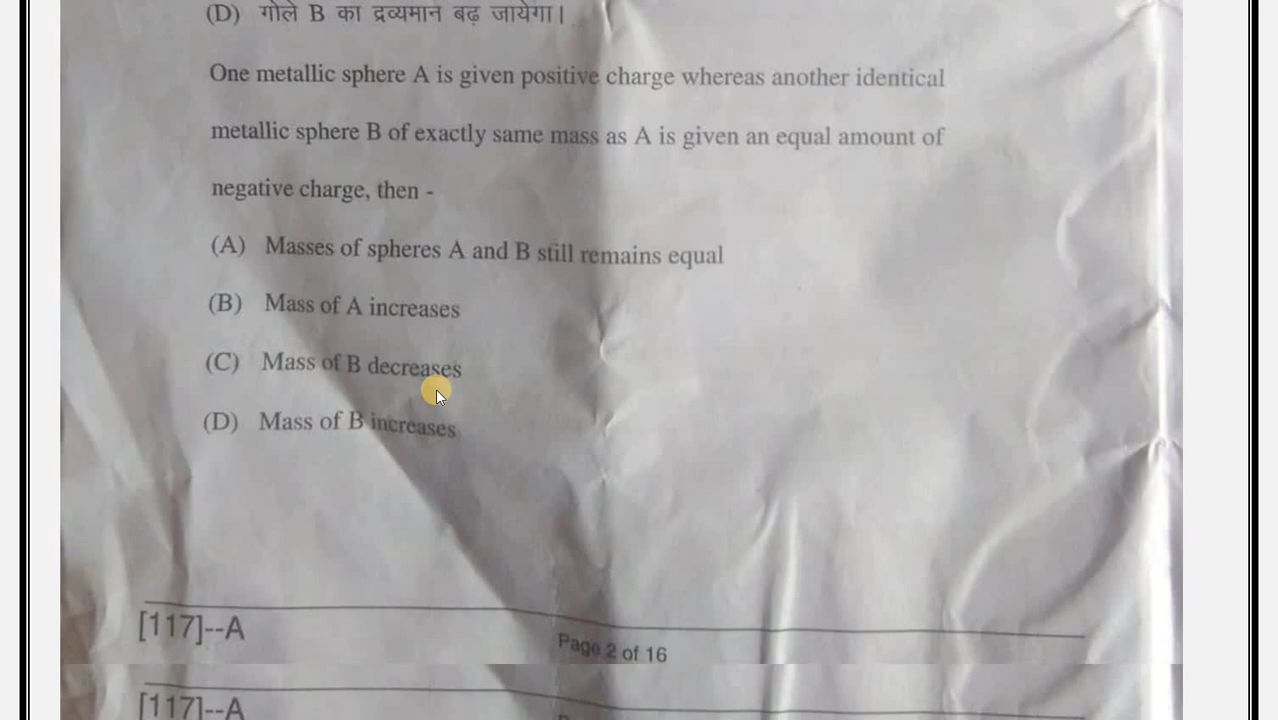 (D) गोले B का द्रव्यमान बढ़ जायेगा।
One metallic sphere A is given positive charge whereas another identical
metallic sphere B of exactly same mass as A is given an equal amount of
negative charge, then -
(A) Masses of spheres A and B still remains equal
(B) Mass of A increases
(C) Mass of B decreases
(D) Mass of B increases
[117]--A
Page 2 of 16
[117]--A